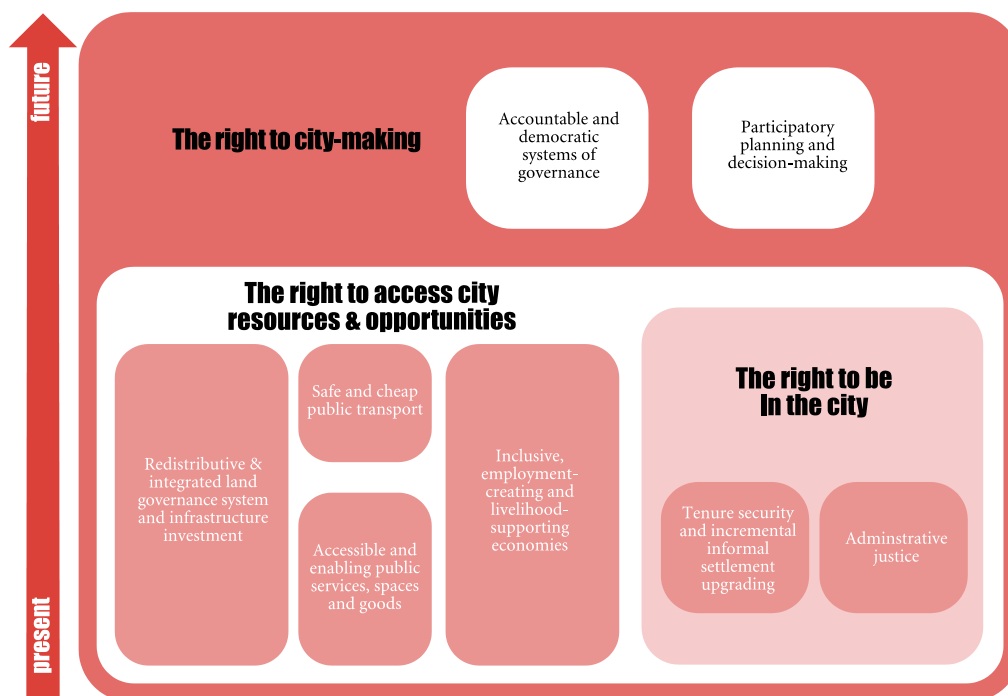 future
present
The right to city-making
Accountable and
democratic
systems of
governance
Participatory
planning and
decision-making
The right to access city
resources & opportunities
Redistributive &
integrated land
governance system
and infrastructure
investment
Safe and cheap
public transport
Accessible and
enabling public
services, spaces
and goods
Inclusive,
employment-
creating and
livelihood-
supporting
economies
The right to be
In the city
Tenure security
and incremental
informal
settlement
upgrading
Adminstrative
justice